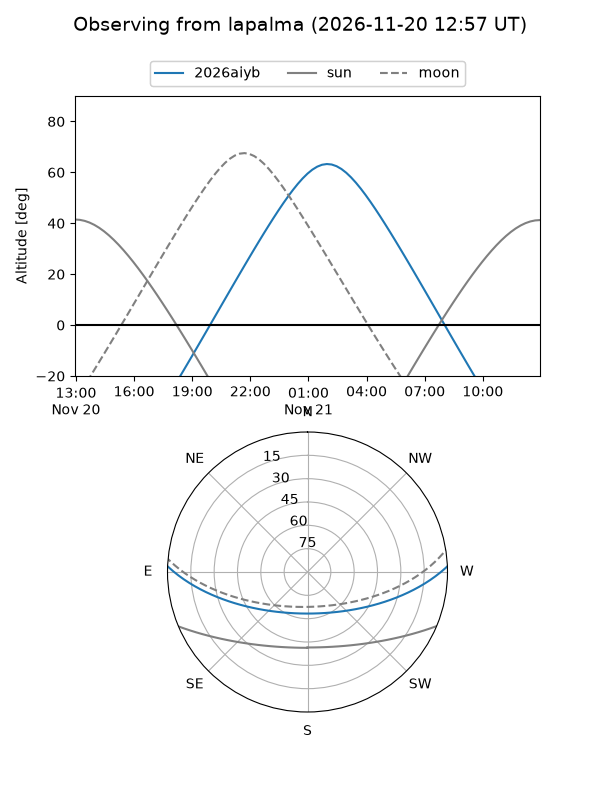 Observing from lapalma (2026-11-20 12:57 UT)
2026aiyb sun moon
80
60
40
20
0
−20
Altitude [deg]
13:00 16:00 19:00 22:00 01:00 04:00 07:00 10:00
Nov 20 Nov 21
N
NE NW
15
30
45
60
75
E W
SE SW
S